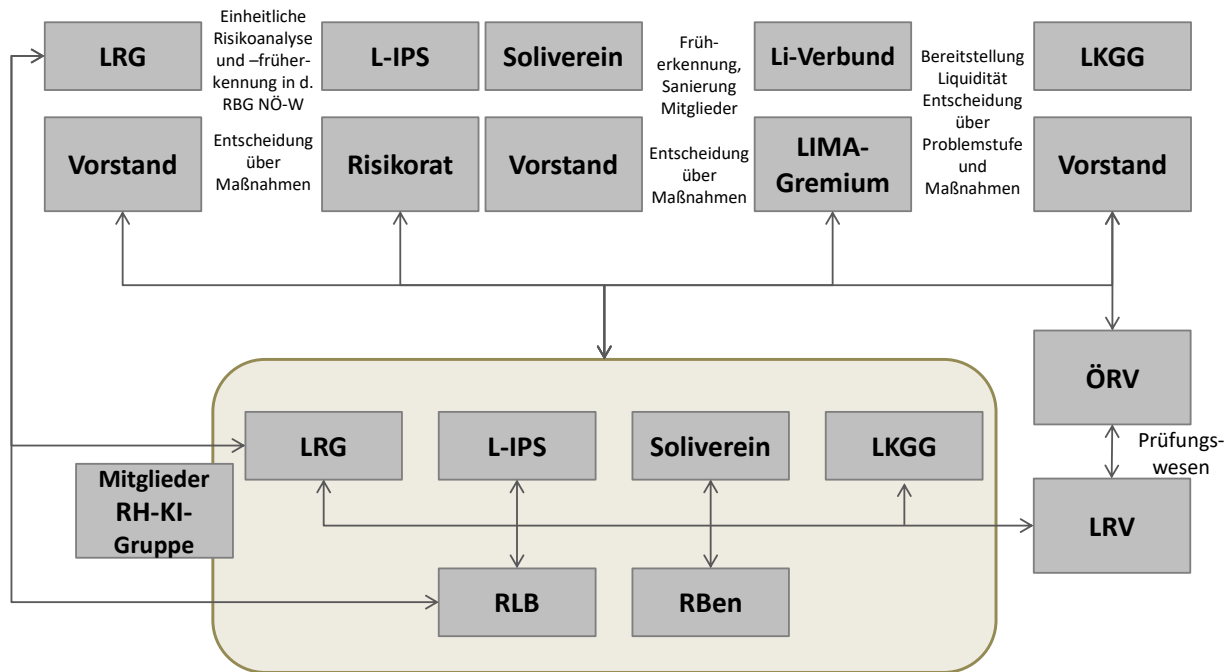 LRG
Einheitliche
Risikoanalyse
und –früher-
kennung in d.
RBG NÖ-W
L-IPS
Soliverein
Früh-
erkennung,
Sanierung
Mitglieder
Li-Verbund
Bereitstellung
Liquidität
Entscheidung
über
Problemstufe
und
Maßnahmen
LKGG
Vorstand
Entscheidung
über
Maßnahmen
Risikorat
Vorstand
Entscheidung
über
Maßnahmen
LIMA-
Gremium
Vorstand
ÖRV
Prüfungs-
wesen
LRV
LRG
L-IPS
Soliverein
LKGG
Mitglieder
RH-KI-
Gruppe
RLB
RBen